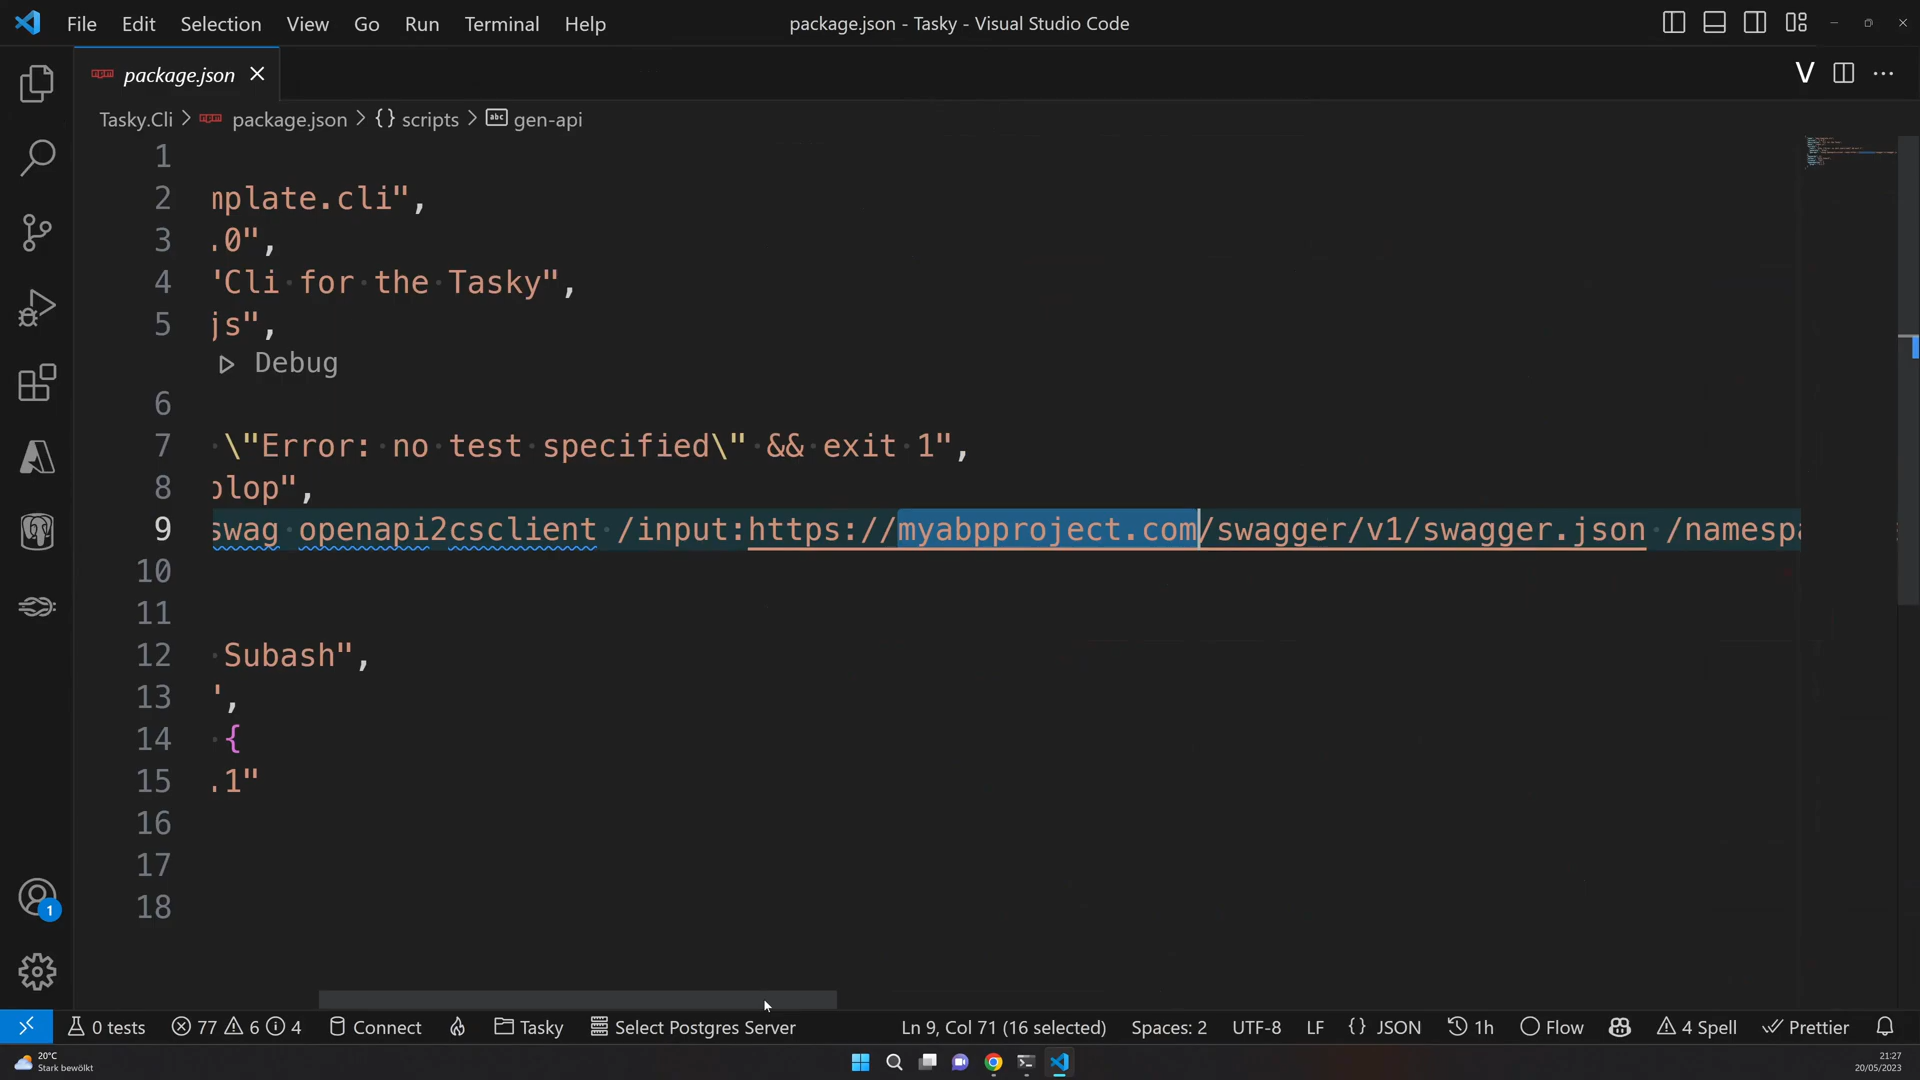 File Edit Selection View Go Run Terminal Help
package.json - Tasky - Visual Studio Code
package.json
Tasky.Cli > package.json > {} scripts > abc gen-api
1
2 mplate.cli",
3 .0",
4 "Cli for the Tasky",
5 js",
Debug
6
7 \"Error: no test specified\" && exit 1",
8 plop",
9 swag openapi2csclient /input:https://myabpproject.com/swagger/v1/swagger.json /namespa
10
11
12 Subash",
13 ",
14 {
15 .1"
16
17
18
1
0 tests 77 6 4 Connect Tasky Select Postgres Server Ln 9, Col 71 (16 selected) Spaces: 2 UTF-8 LF {} JSON 1h Flow 4 Spell Prettier
20°C
Stark bewölkt
21:27
20/05/2023